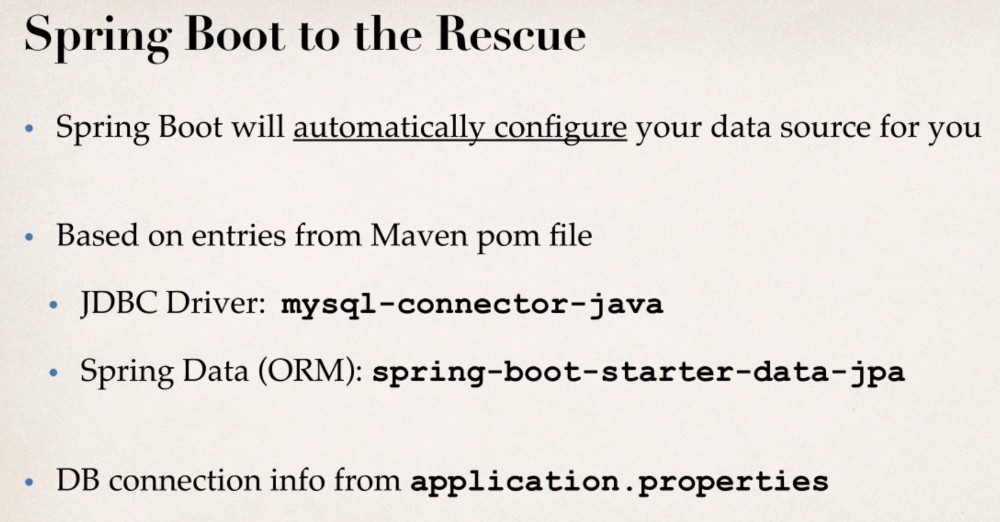 Spring Boot to the Rescue
• Spring Boot will automatically configure your data source for you
• Based on entries from Maven pom file
• JDBC Driver: mysql-connector-java
• Spring Data (ORM): spring-boot-starter-data-jpa
• DB connection info from application.properties